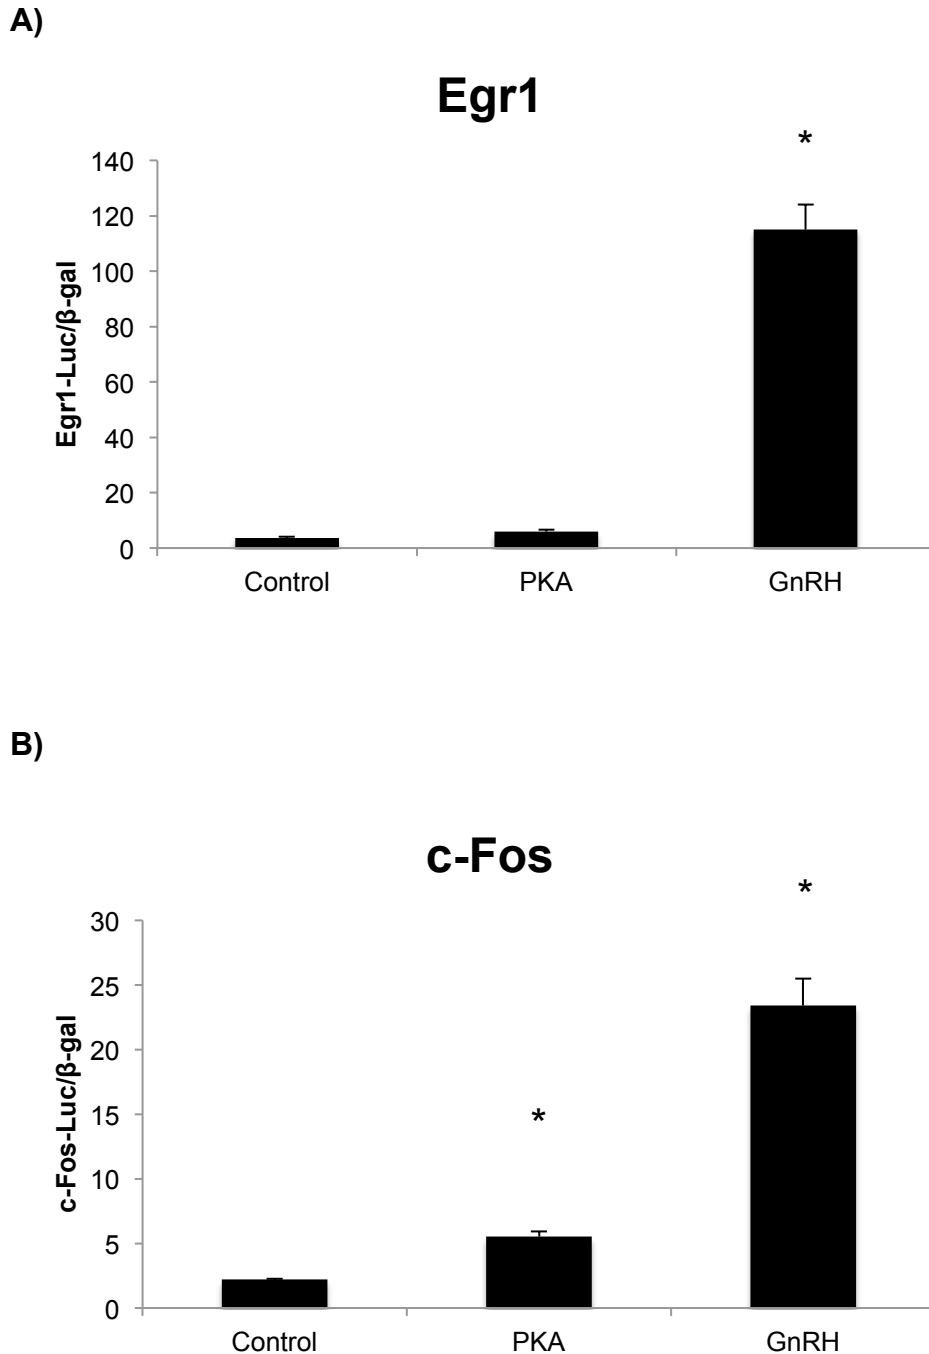 A)
Egr1
*
140
120
100
80
60
40
20
0
Egr1-Luc/β-gal
Control PKA GnRH
B)
c-Fos
*
*
30
25
20
15
10
5
0
c-Fos-Luc/β-gal
Control PKA GnRH